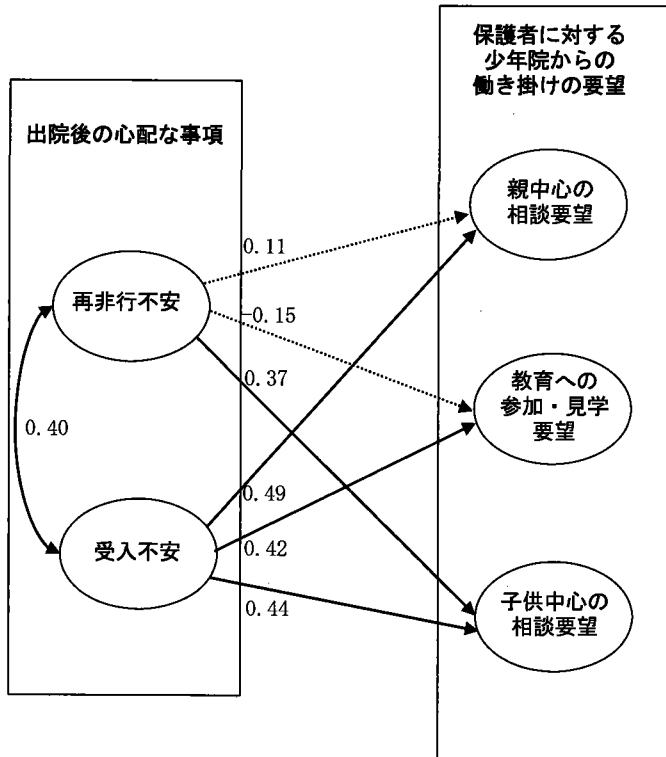 保護者に対する
少年院からの
働き掛けの要望
出院後の心配な事項
親中心の
相談要望
0.11
再非行不安
-0.15
0.37
教育への
参加・見学
要望
0.40
0.49
受入不安
0.42
0.44
子供中心の
相談要望